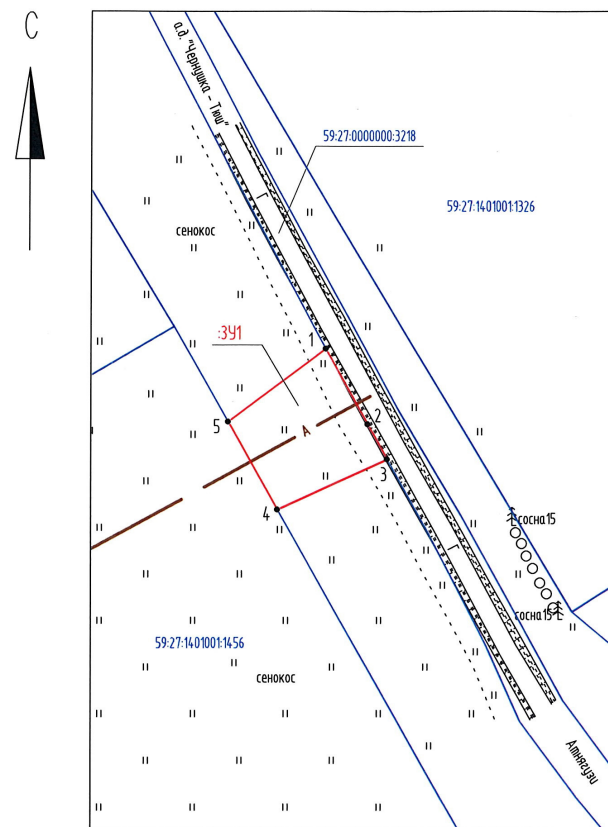 С
а.д. "Чернушка - Тюш"
59:27:0000000:3218
59:27:1401001:1326
Г
сенокос
:ЗУ1
1
2
А
5
3
4
сосна15
Г
сосна15
59:27:1401001:1456
сенокос
Атнягузи